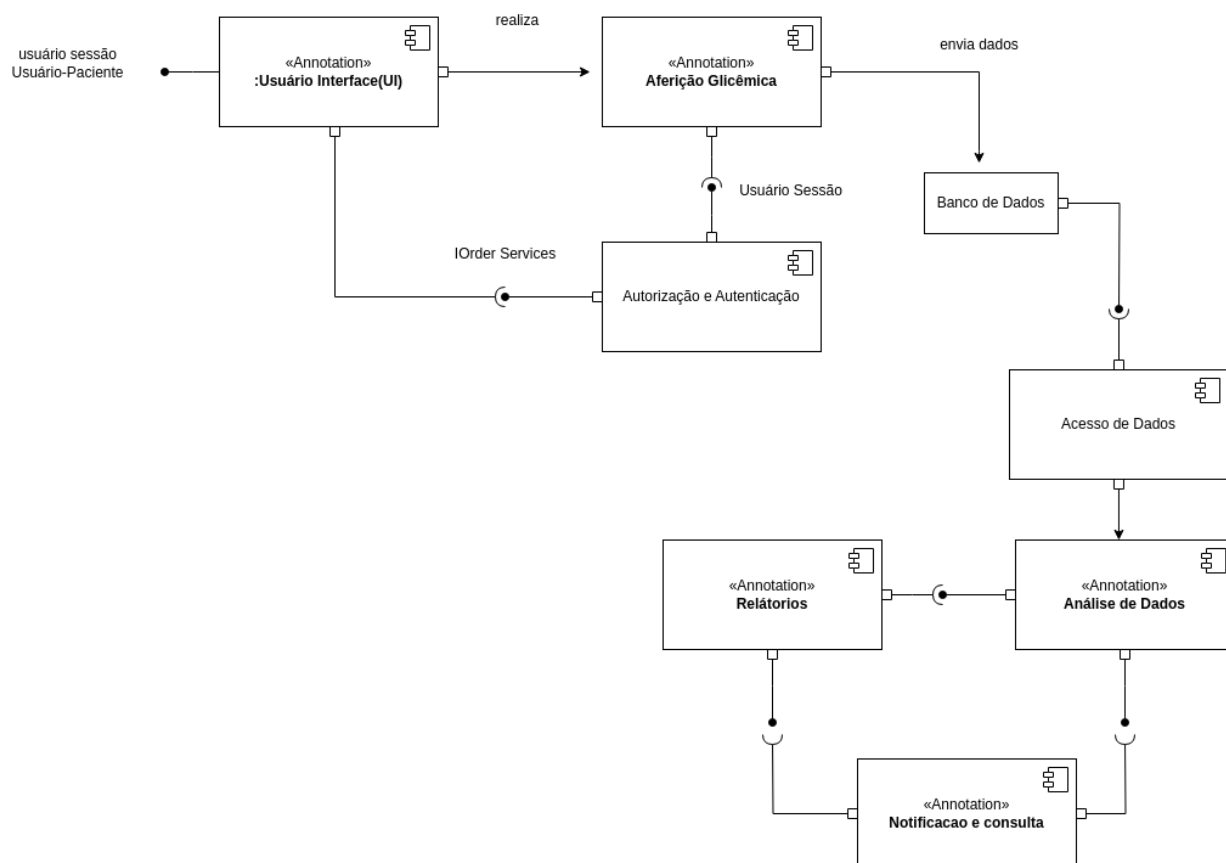 realiza
usuário sessão
Usuário-Paciente
«Annotation»
:Usuário Interface(UI)
«Annotation»
Aferição Glicêmica
envia dados
Usuário Sessão
Banco de Dados
IOrder Services
Autorização e Autenticação
Acesso de Dados
«Annotation»
Relátorios
«Annotation»
Análise de Dados
«Annotation»
Notificacao e consulta